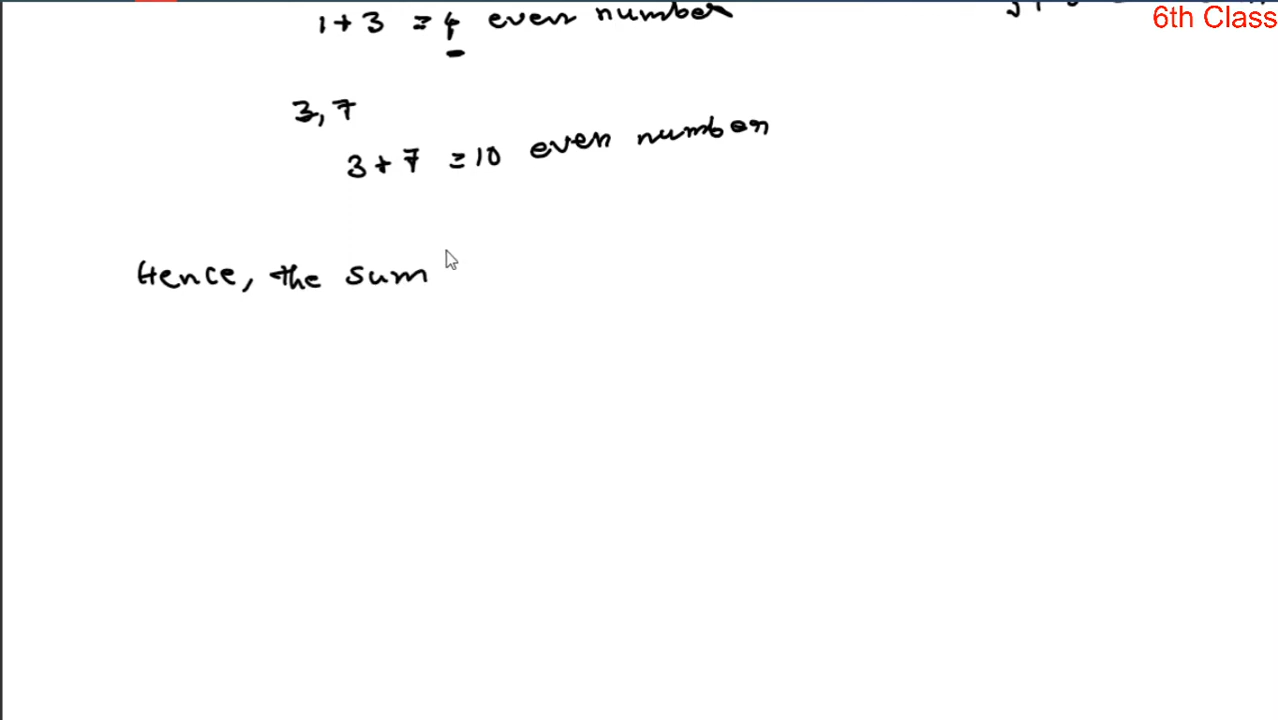 1 + 3 = 4 even number
6th Class
3, 7
3 + 7 = 10 even number
Hence, the sum